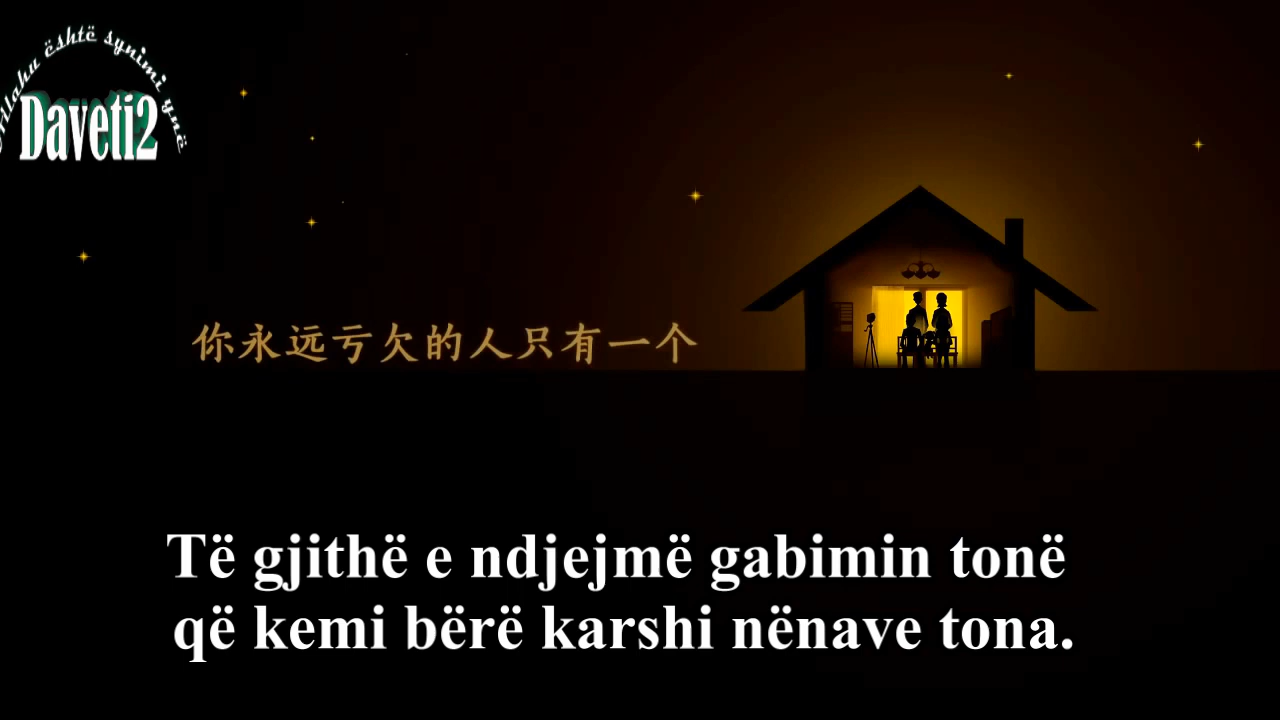 është synimi ynë
Daveti2
你永远亏欠的人只有一个
Të gjithë e ndjejmë gabimin tonë
që kemi bërë karshi nënave tona.